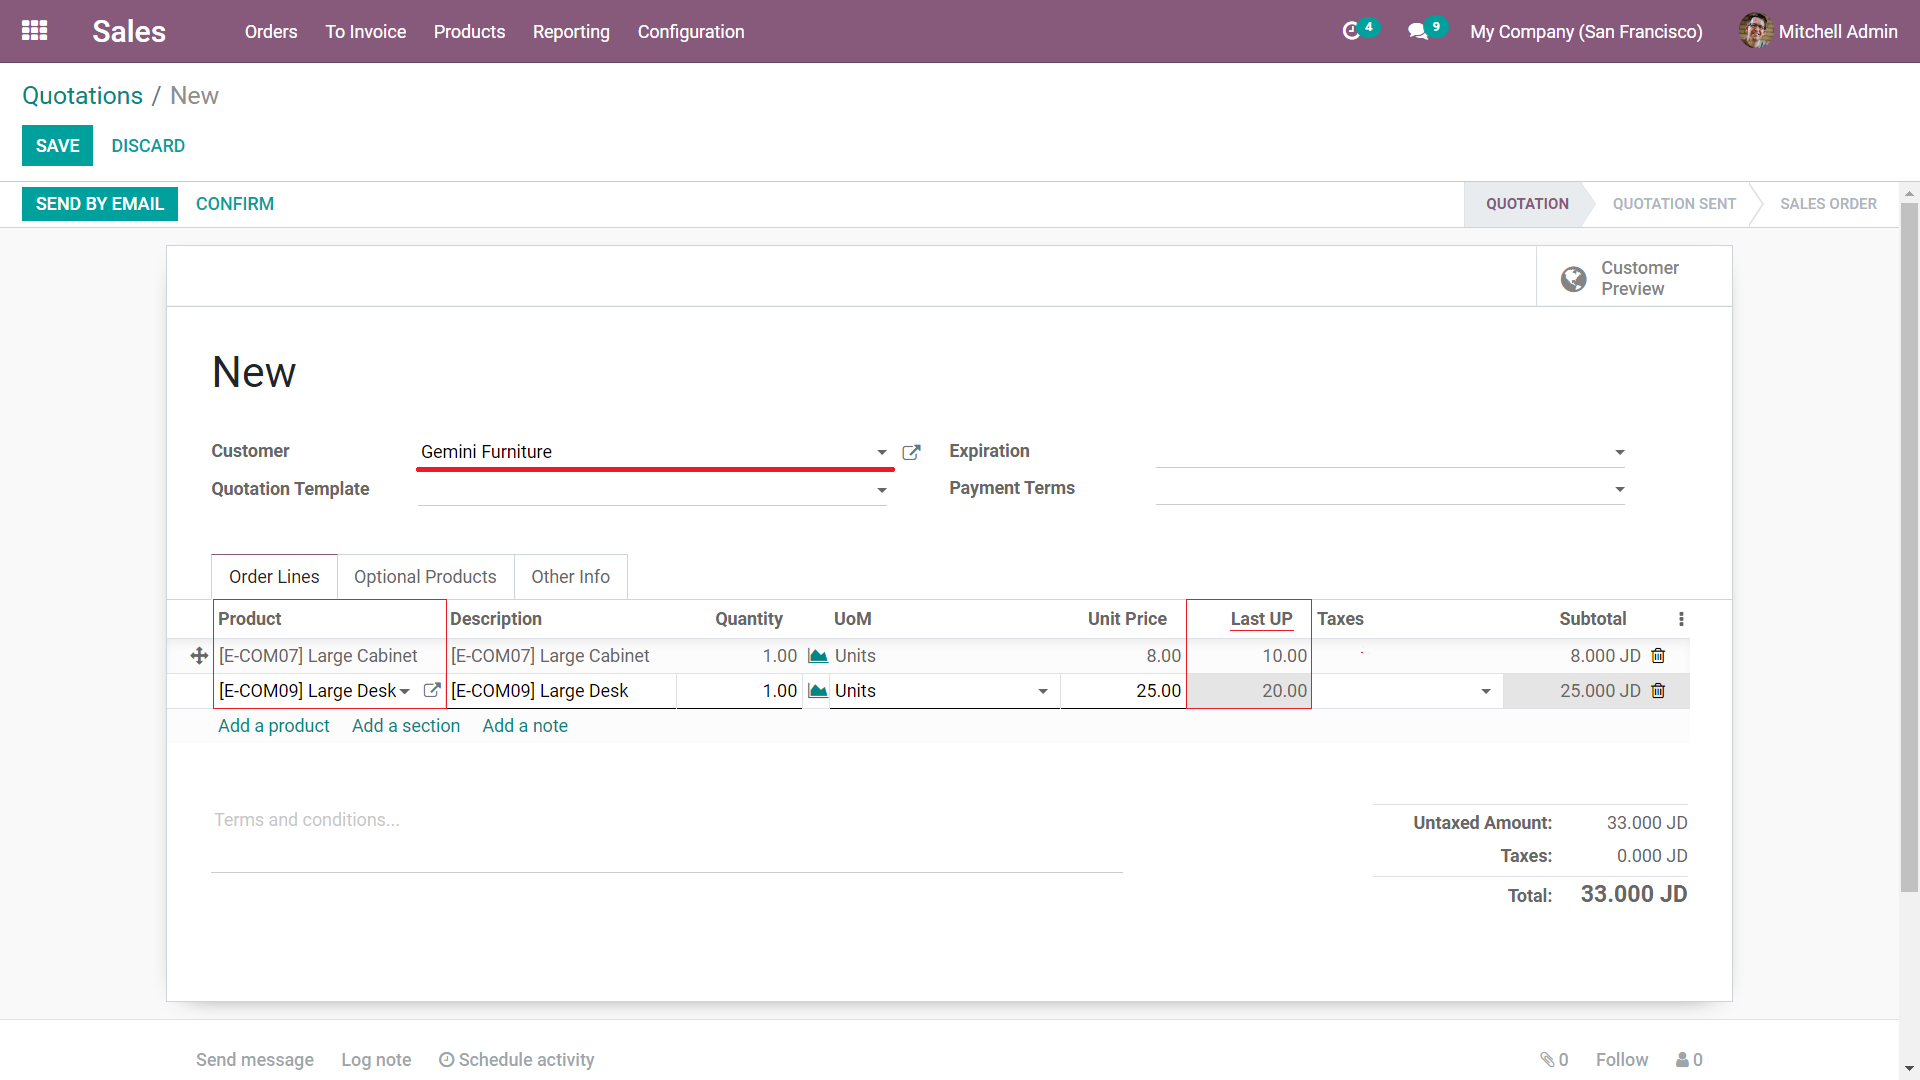 Sales Orders To Invoice Products Reporting Configuration 4 9 My Company (San Francisco) Mitchell Admin
Quotations / New
SAVE DISCARD
SEND BY EMAIL CONFIRM QUOTATION QUOTATION SENT SALES ORDER
Customer
Preview
New
Customer Gemini Furniture Expiration
Quotation Template Payment Terms
Order Lines Optional Products Other Info
Product Description Quantity UoM Unit Price Last UP Taxes Subtotal
[E-COM07] Large Cabinet [E-COM07] Large Cabinet 1.00 Units 8.00 10.00 8.000 JD
[E-COM09] Large Desk [E-COM09] Large Desk 1.00 Units 25.00 20.00 25.000 JD
Add a product Add a section Add a note
Terms and conditions...
Untaxed Amount: 33.000 JD
Taxes: 0.000 JD
Total: 33.000 JD
Send message Log note Schedule activity 0 Follow 0